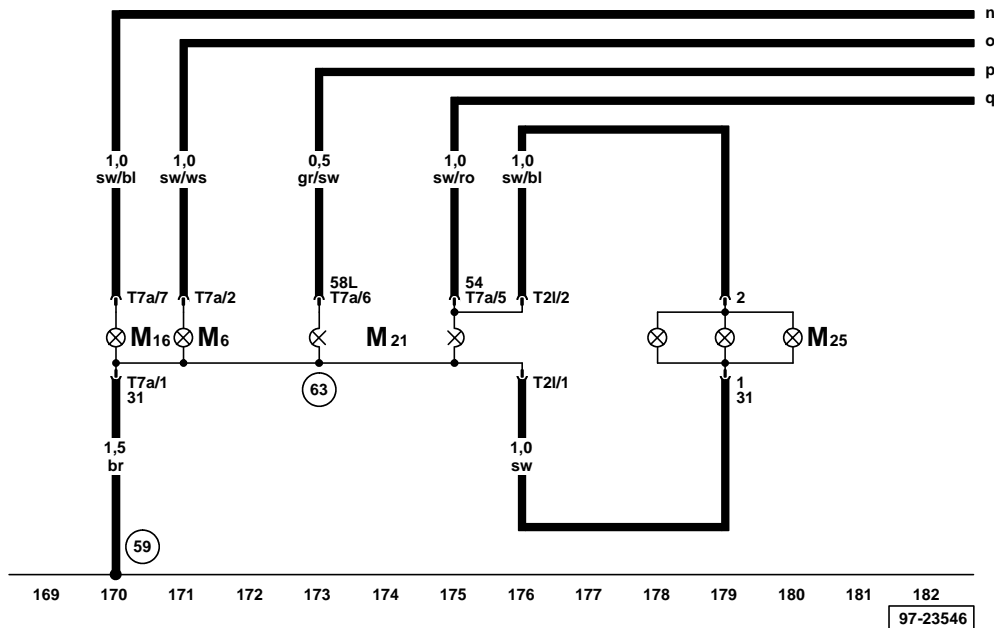 n
o
p
q
1,0 1,0 0,5 1,0 1,0
sw/bl sw/ws gr/sw sw/ro sw/bl
58L 54
T7a/7 T7a/2 T7a/6 T7a/5 T2l/2 2
M16 M6 M21 M25
T7a/1 63 T2l/1 1
31 31
1,5 1,0
br sw
59
169 170 171 172 173 174 175 176 177 178 179 180 181 182
97-23546